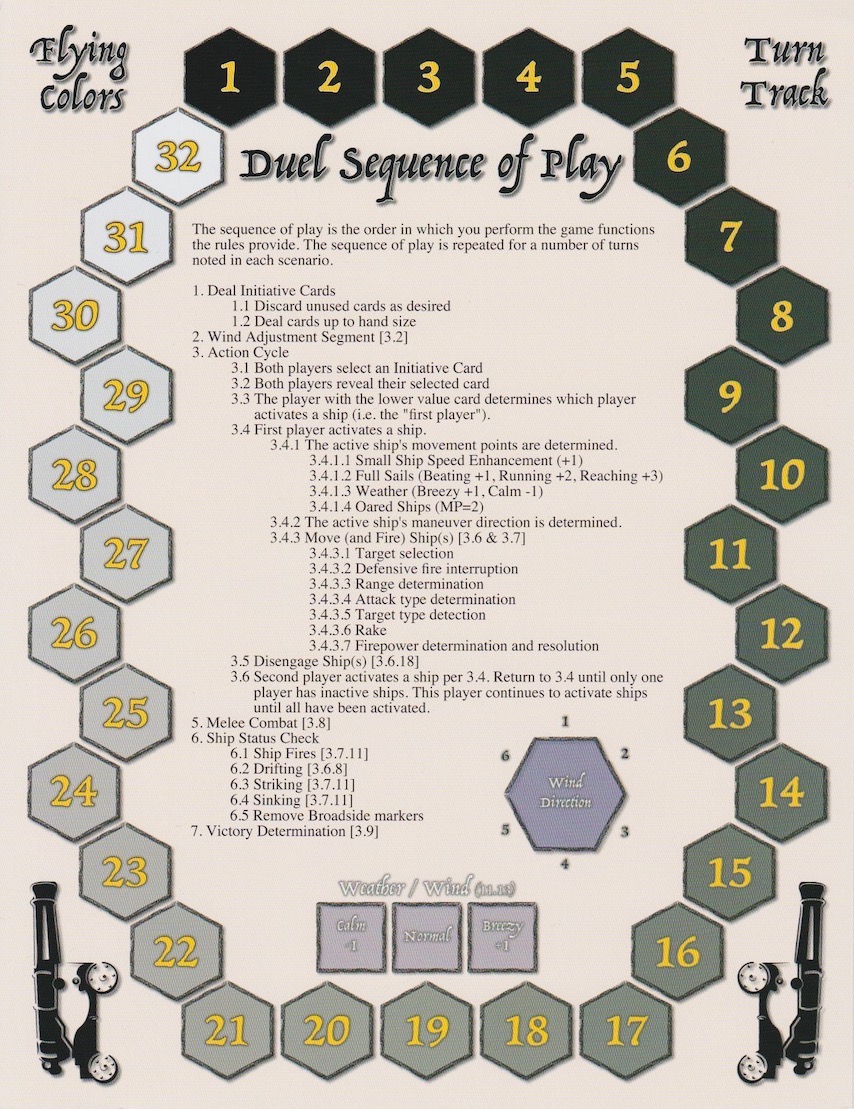 Flying
Colors
Turn
Track
1
2
3
4
5
6
7
8
9
10
11
12
13
14
15
16
17
18
19
20
21
22
23
24
25
26
27
28
29
30
31
32
Duel Sequence of Play
The sequence of play is the order in which you perform the game functions
the rules provide. The sequence of play is repeated for a number of turns
noted in each scenario.
1. Deal Initiative Cards
1.1 Discard unused cards as desired
1.2 Deal cards up to hand size
2. Wind Adjustment Segment [3.2]
3. Action Cycle
3.1 Both players select an Initiative Card
3.2 Both players reveal their selected card
3.3 The player with the lower value card determines which player
activates a ship (i.e. the "first player").
3.4 First player activates a ship.
3.4.1 The active ship's movement points are determined.
3.4.1.1 Small Ship Speed Enhancement (+1)
3.4.1.2 Full Sails (Beating +1, Running +2, Reaching +3)
3.4.1.3 Weather (Breezy +1, Calm -1)
3.4.1.4 Oared Ships (MP=2)
3.4.2 The active ship's maneuver direction is determined.
3.4.3 Move (and Fire) Ship(s) [3.6 & 3.7]
3.4.3.1 Target selection
3.4.3.2 Defensive fire interruption
3.4.3.3 Range determination
3.4.3.4 Attack type determination
3.4.3.5 Target type detection
3.4.3.6 Rake
3.4.3.7 Firepower determination and resolution
3.5 Disengage Ship(s) [3.6.18]
3.6 Second player activates a ship per 3.4. Return to 3.4 until only one
player has inactive ships. This player continues to activate ships
until all have been activated.
5. Melee Combat [3.8]
6. Ship Status Check
6.1 Ship Fires [3.7.11]
6.2 Drifting [3.6.8]
6.3 Striking [3.7.11]
6.4 Sinking [3.7.11]
6.5 Remove Broadside markers
7. Victory Determination [3.9]
1
6
2
Wind
Direction
5
3
4
Weather / Wind (11.13)
Calm
-1
Normal
Breezy
+1